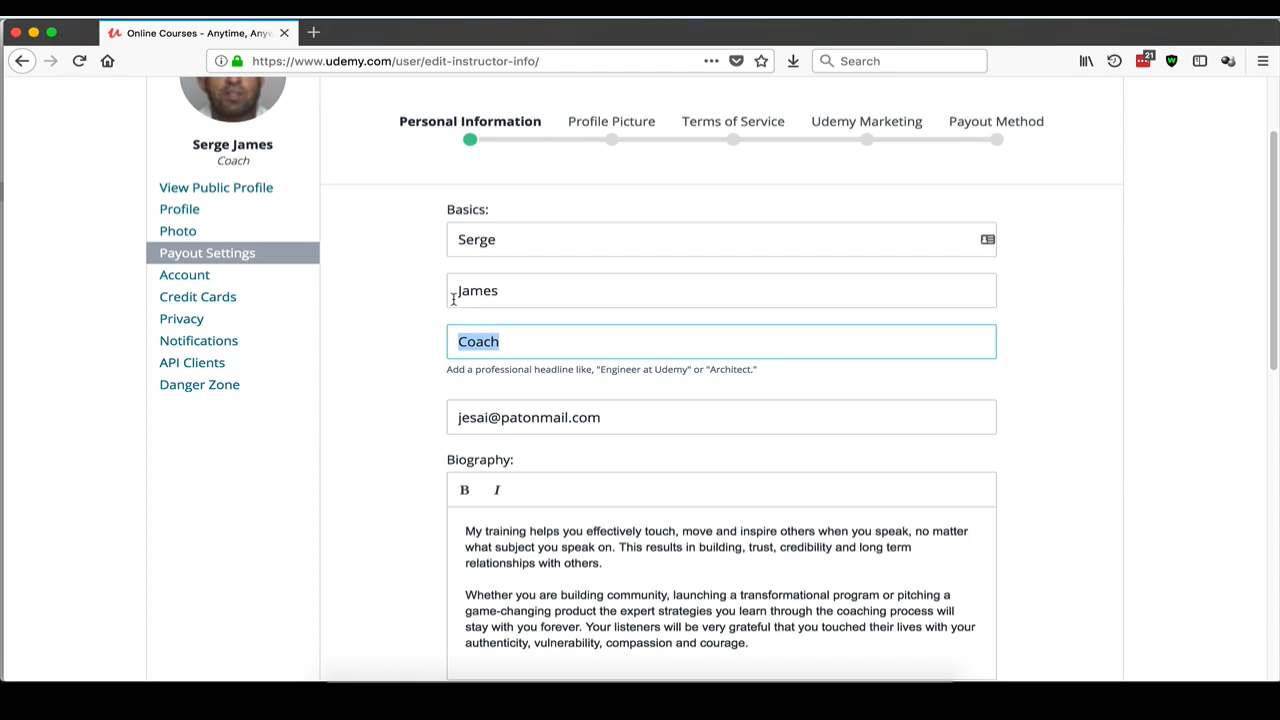 Online Courses - Anytime, Anyw
https://www.udemy.com/user/edit-instructor-info/
Search
21
Serge James
Coach
View Public Profile
Profile
Photo
Payout Settings
Account
Credit Cards
Privacy
Notifications
API Clients
Danger Zone
Personal Information
Profile Picture
Terms of Service
Udemy Marketing
Payout Method
Basics:
Serge
James
Coach
Add a professional headline like, "Engineer at Udemy" or "Architect."
jesai@patonmail.com
Biography:
B I
My training helps you effectively touch, move and inspire others when you speak, no matter
what subject you speak on. This results in building, trust, credibility and long term
relationships with others.
Whether you are building community, launching a transformational program or pitching a
game-changing product the expert strategies you learn through the coaching process will
stay with you forever. Your listeners will be very grateful that you touched their lives with your
authenticity, vulnerability, compassion and courage.